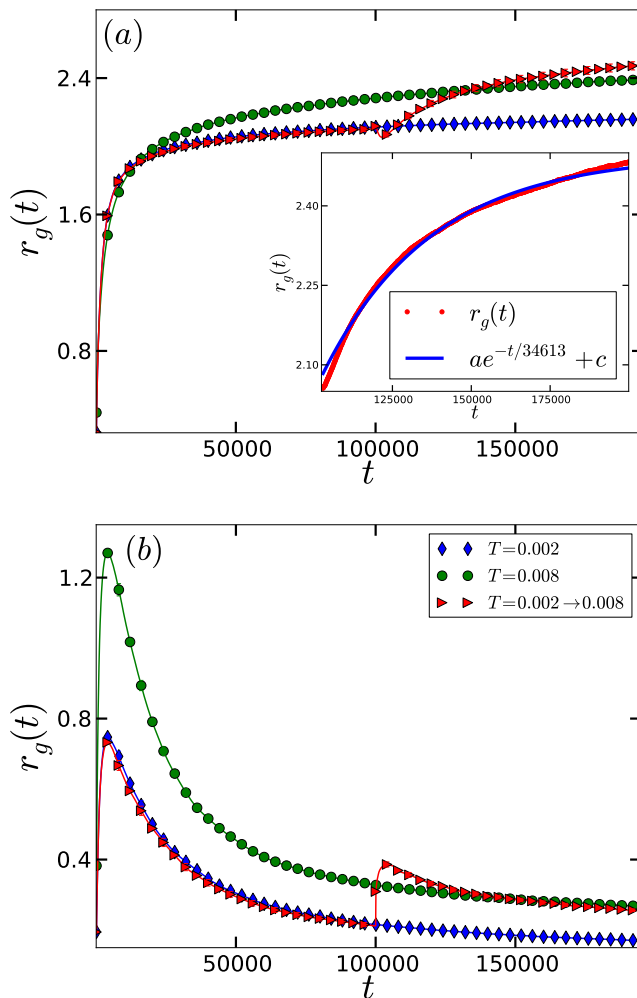 (a)
2.4
1.6
0.8
r_g(t)
50000
100000
150000
t
2.40
2.25
2.10
r_g(t)
125000
150000
175000
t
r_g(t)
ae^{-t/34613} + c
(b)
1.2
0.8
0.4
r_g(t)
50000
100000
150000
t
T=0.002
T=0.008
T=0.002→0.008